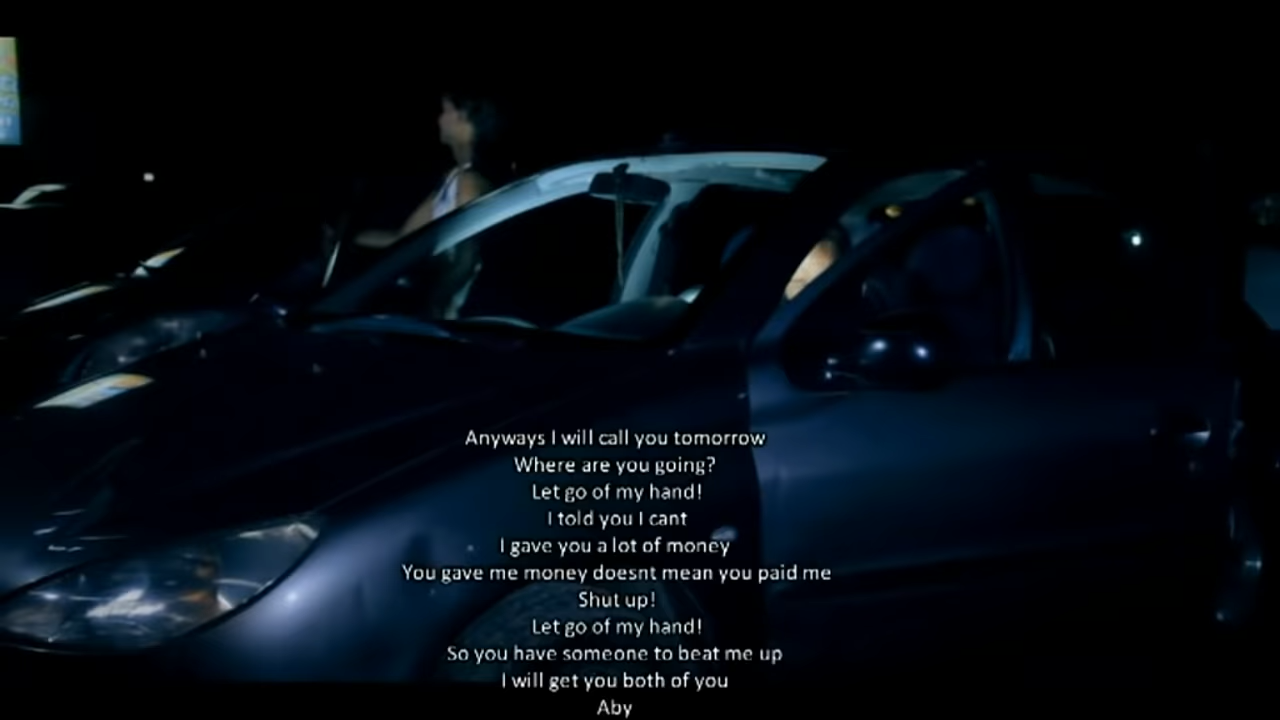 Anyways I will call you tomorrow
Where are you going?
Let go of my hand!
I told you I cant
I gave you a lot of money
You gave me money doesnt mean you paid me
Shut up!
Let go of my hand!
So you have someone to beat me up
I will get you both of you
Aby